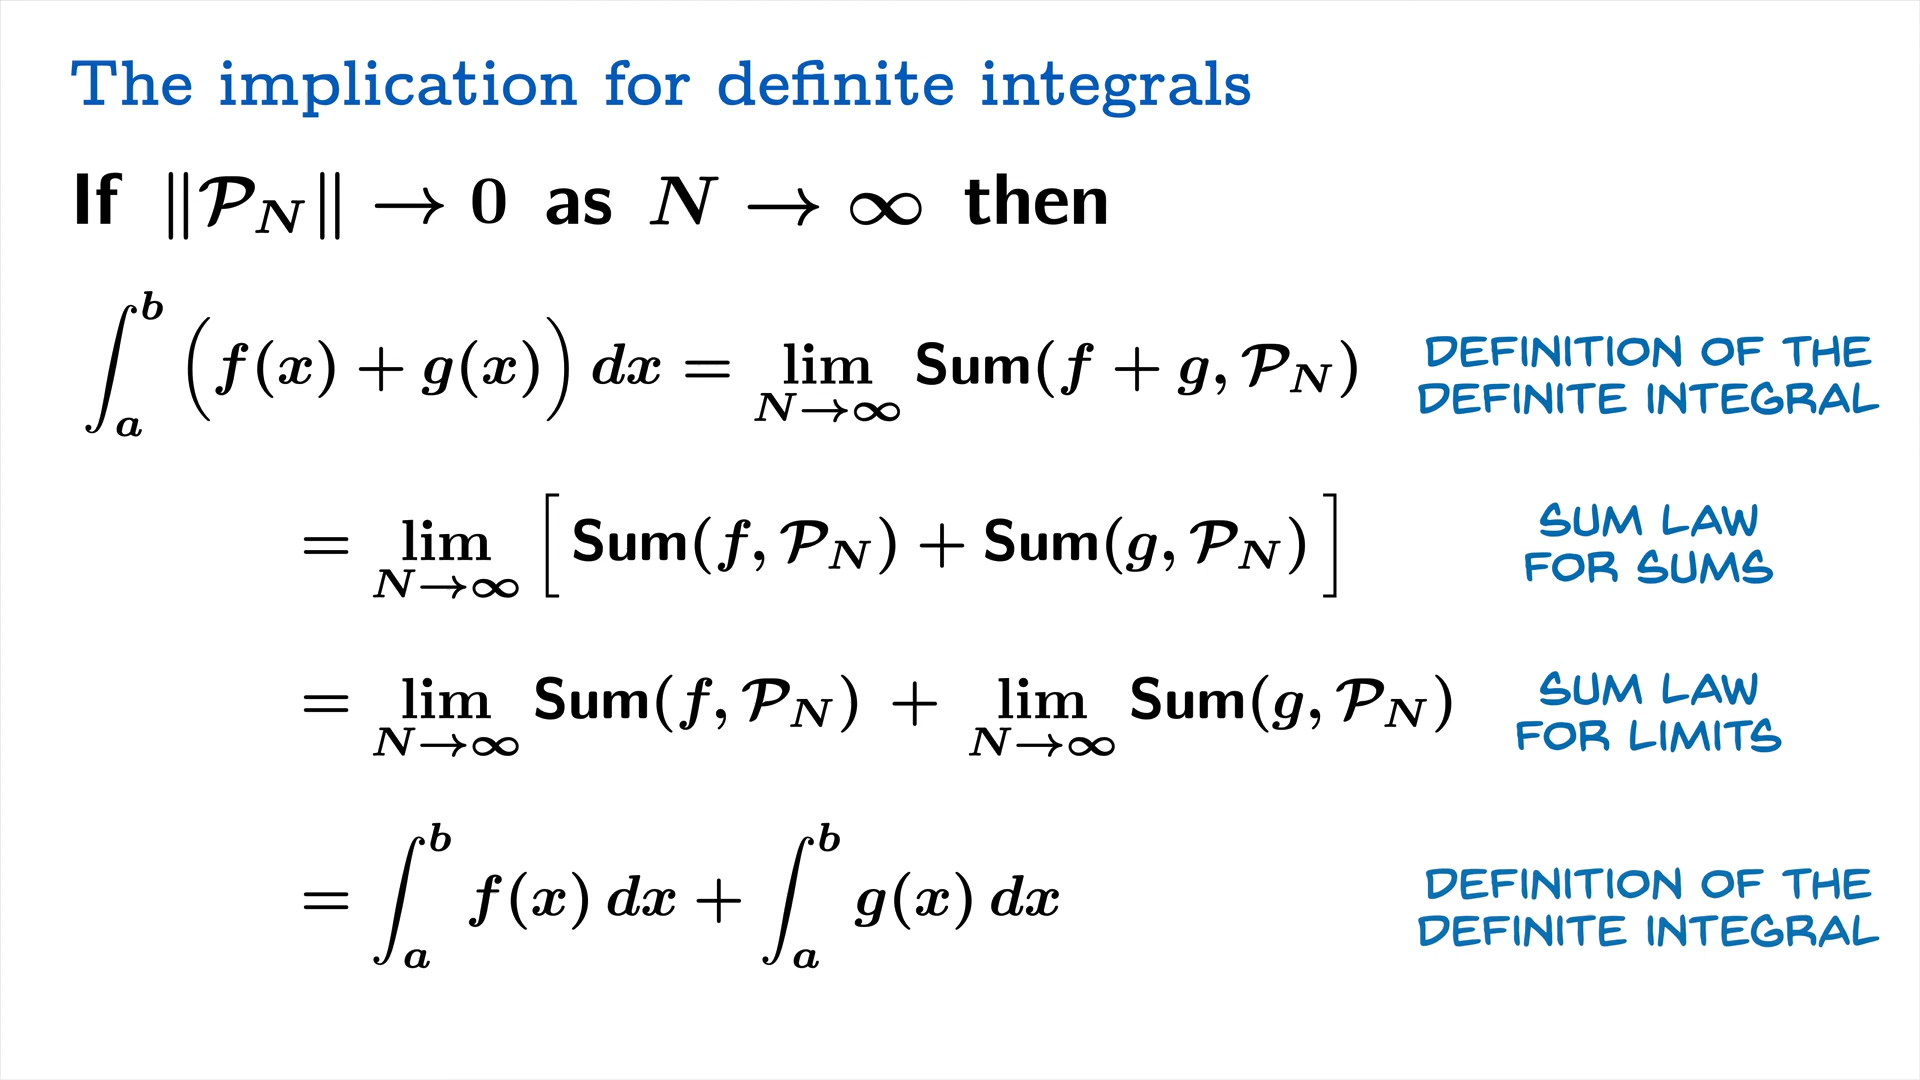 The implication for definite integrals
If ‖𝒫_N‖ → 0 as N → ∞ then
∫_a^b (f(x) + g(x)) dx = lim_{N→∞} Sum(f + g, 𝒫_N) DEFINITION OF THE DEFINITE INTEGRAL
= lim_{N→∞} [ Sum(f, 𝒫_N) + Sum(g, 𝒫_N) ] SUM LAW FOR SUMS
= lim_{N→∞} Sum(f, 𝒫_N) + lim_{N→∞} Sum(g, 𝒫_N) SUM LAW FOR LIMITS
= ∫_a^b f(x) dx + ∫_a^b g(x) dx DEFINITION OF THE DEFINITE INTEGRAL